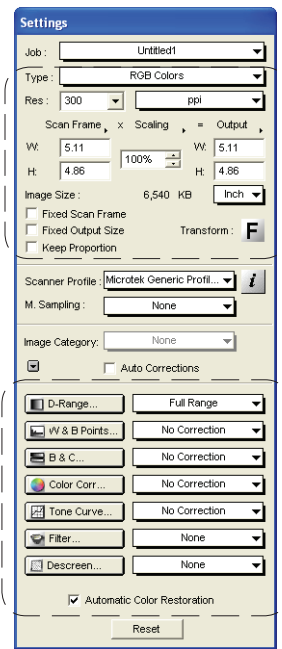 Settings
Job : Untitled1
Type : RGB Colors
Res : 300 ppi
Scan Frame x Scaling = Output
W: 5.11 100% W: 5.11
H: 4.86 H: 4.86
Image Size : 6,540 KB Inch
Fixed Scan Frame
Fixed Output Size Transform : F
Keep Proportion
Scanner Profile : Microtek Generic Profil... i
M. Sampling : None
Image Category: None
Auto Corrections
D-Range... Full Range
W & B Points... No Correction
B & C... No Correction
Color Corr... No Correction
Tone Curve... No Correction
Filter... None
Descreen... None
Automatic Color Restoration
Reset